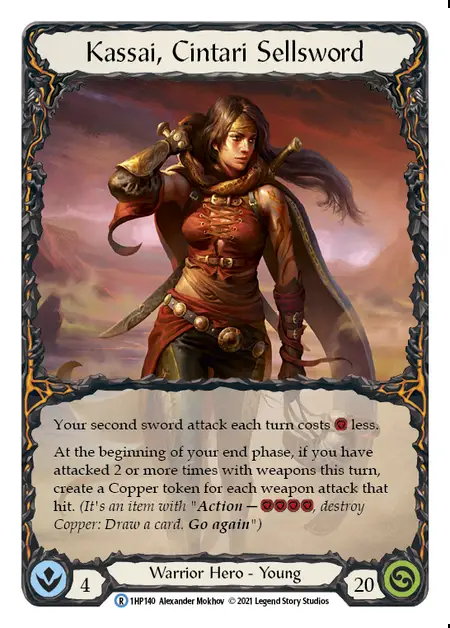 Kassai, Cintari Sellsword
Your second sword attack each turn costs less.
At the beginning of your end phase, if you have
attacked 2 or more times with weapons this turn,
create a Copper token for each weapon attack that
hit. (It's an item with "Action — , destroy
Copper: Draw a card. Go again")
4
Warrior Hero - Young
20
R 1HP140 Alexander Mokhov © 2021 Legend Story Studios